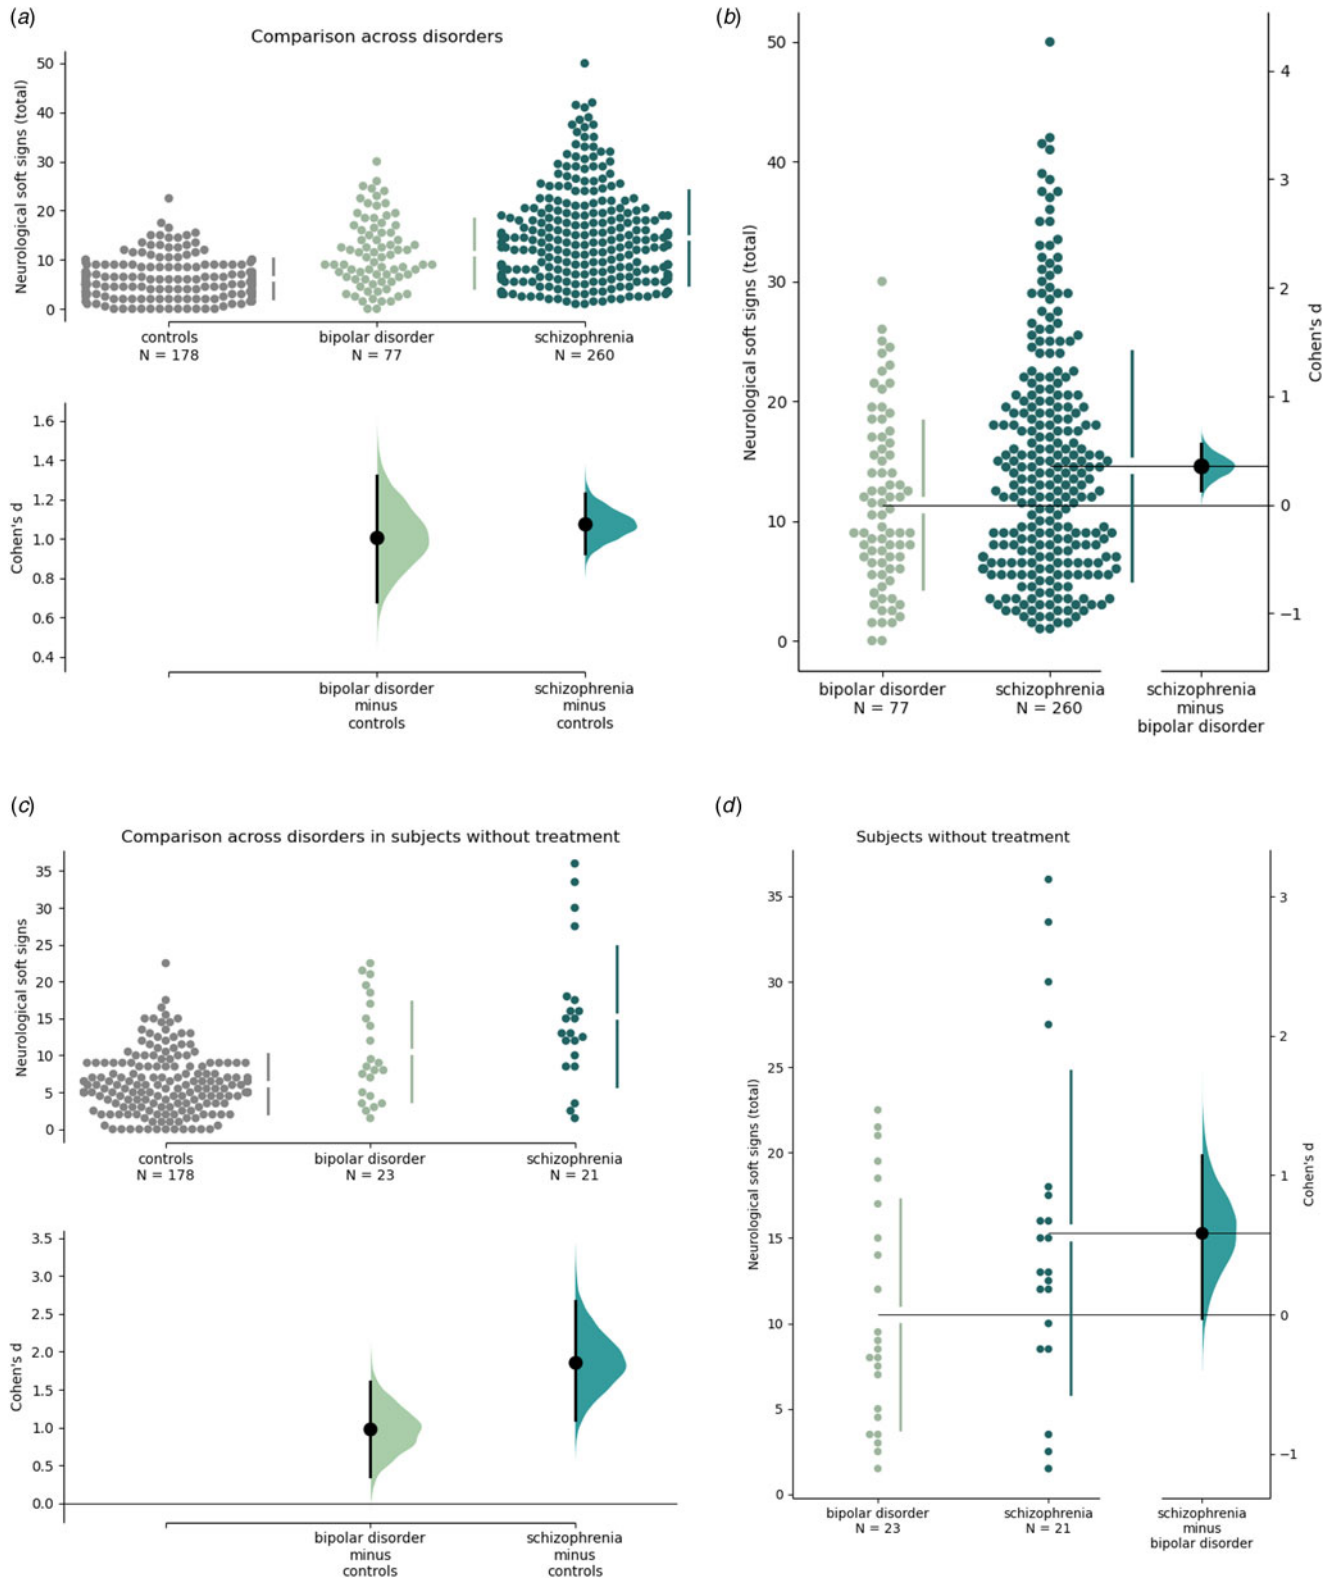 (a)
Comparison across disorders
Neurological soft signs (total)
50
40
30
20
10
0
controls
N = 178
bipolar disorder
N = 77
schizophrenia
N = 260
Cohen's d
1.6
1.4
1.2
1.0
0.8
0.6
0.4
bipolar disorder
minus
controls
schizophrenia
minus
controls
(b)
Neurological soft signs (total)
50
40
30
20
10
0
4
3
2
1
0
−1
Cohen's d
bipolar disorder
N = 77
schizophrenia
N = 260
schizophrenia
minus
bipolar disorder
(c)
Comparison across disorders in subjects without treatment
Neurological soft signs
35
30
25
20
15
10
5
0
controls
N = 178
bipolar disorder
N = 23
schizophrenia
N = 21
Cohen's d
3.5
3.0
2.5
2.0
1.5
1.0
0.5
0.0
bipolar disorder
minus
controls
schizophrenia
minus
controls
(d)
Subjects without treatment
Neurological soft signs (total)
35
30
25
20
15
10
5
0
3
2
1
0
−1
Cohen's d
bipolar disorder
N = 23
schizophrenia
N = 21
schizophrenia
minus
bipolar disorder